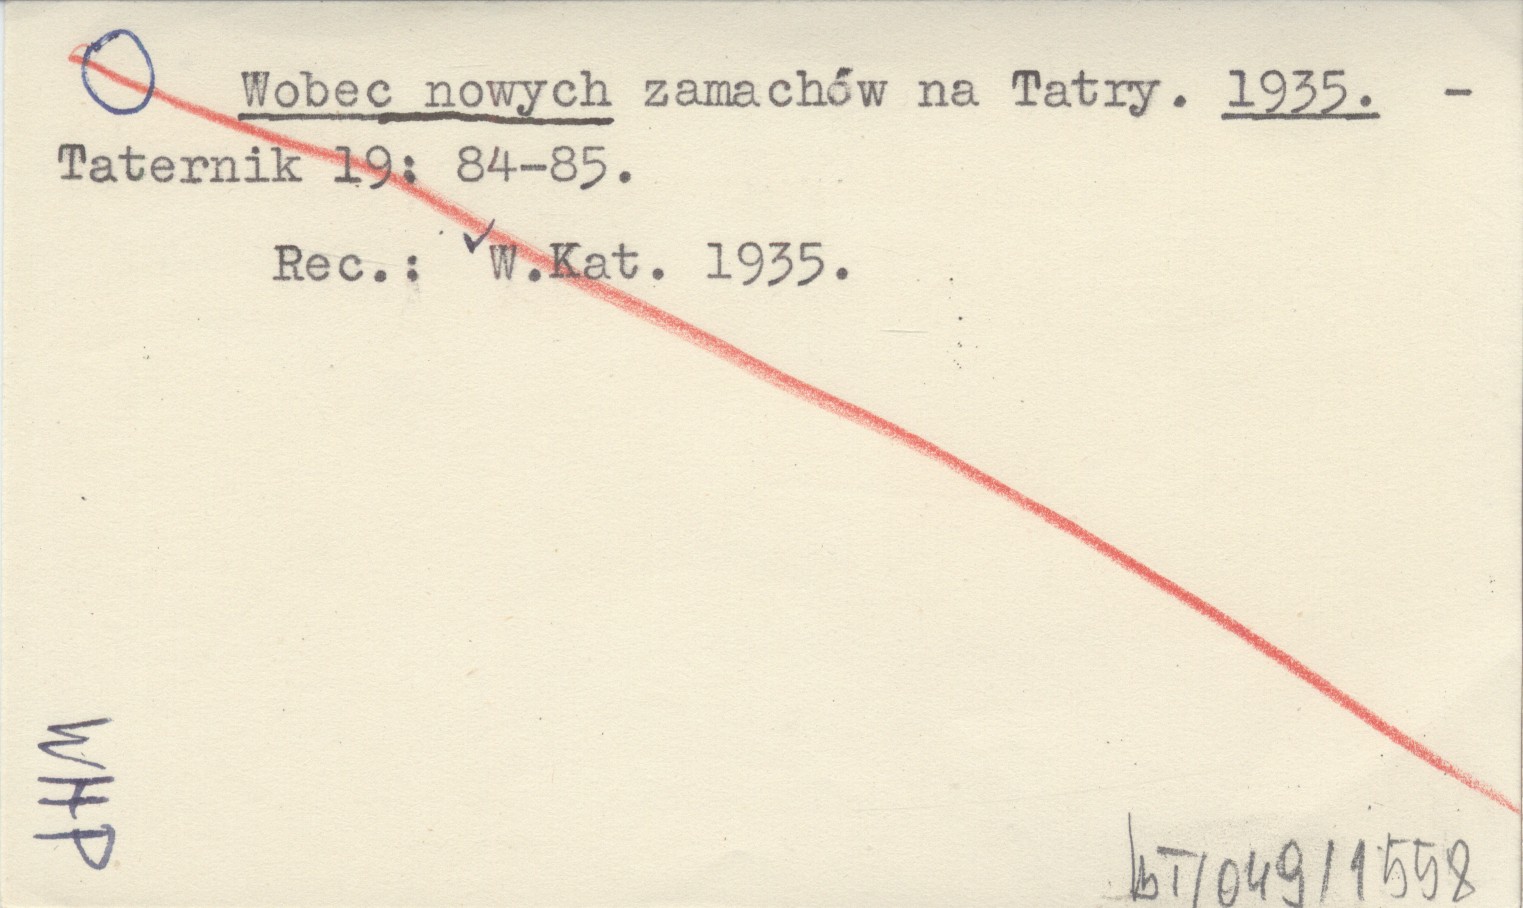 Wobec nowych zamachów na Tatry. 1935. -
Taternik 19: 84-85.
Rec.: W.Kat. 1935.
WHP
bT/049/1558